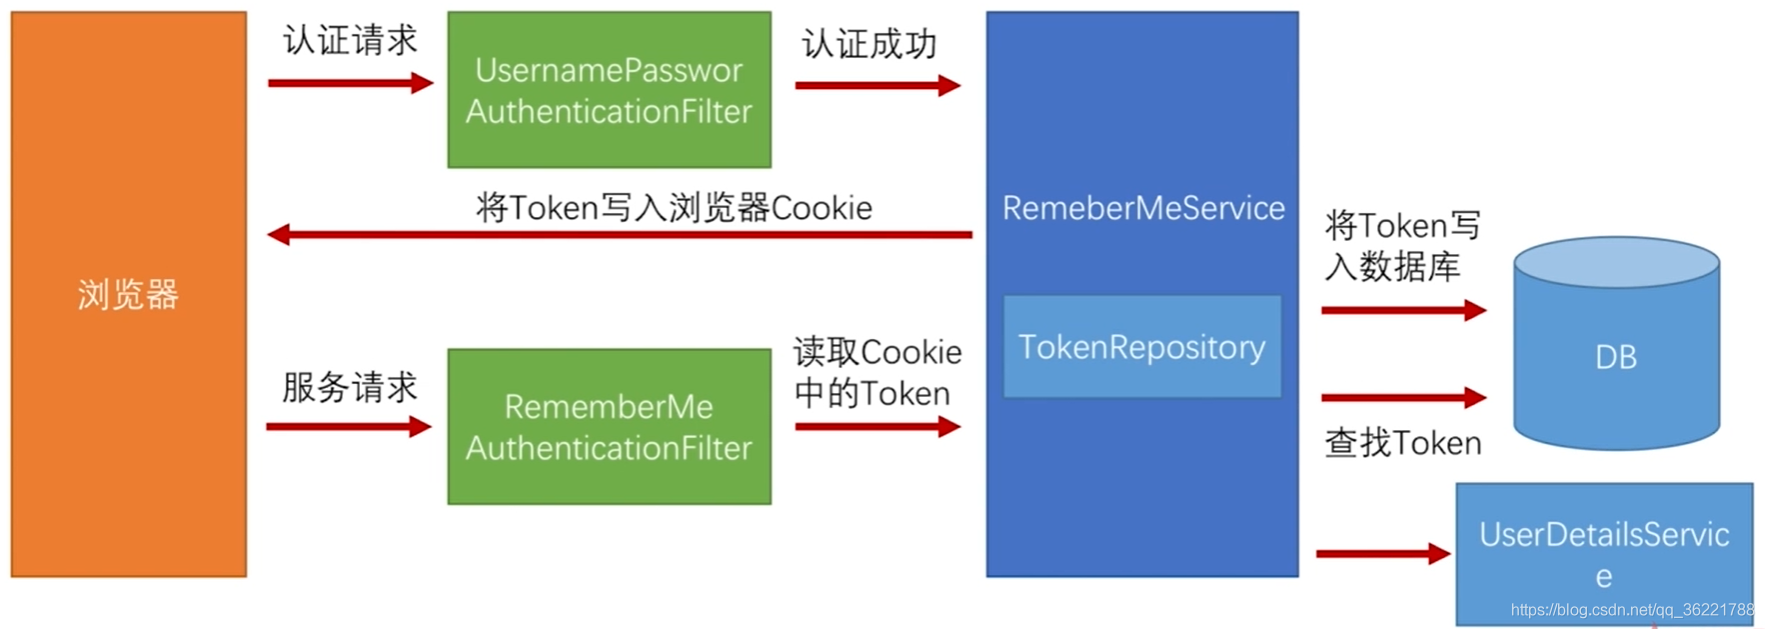 认证请求
UsernamePasswor
AuthenticationFilter
认证成功
将Token写入浏览器Cookie
RemeberMeService
将Token写
入数据库
浏览器
TokenRepository
DB
服务请求
RememberMe
AuthenticationFilter
读取Cookie
中的Token
查找Token
UserDetailsServic
e
https://blog.csdn.net/qq_36221788